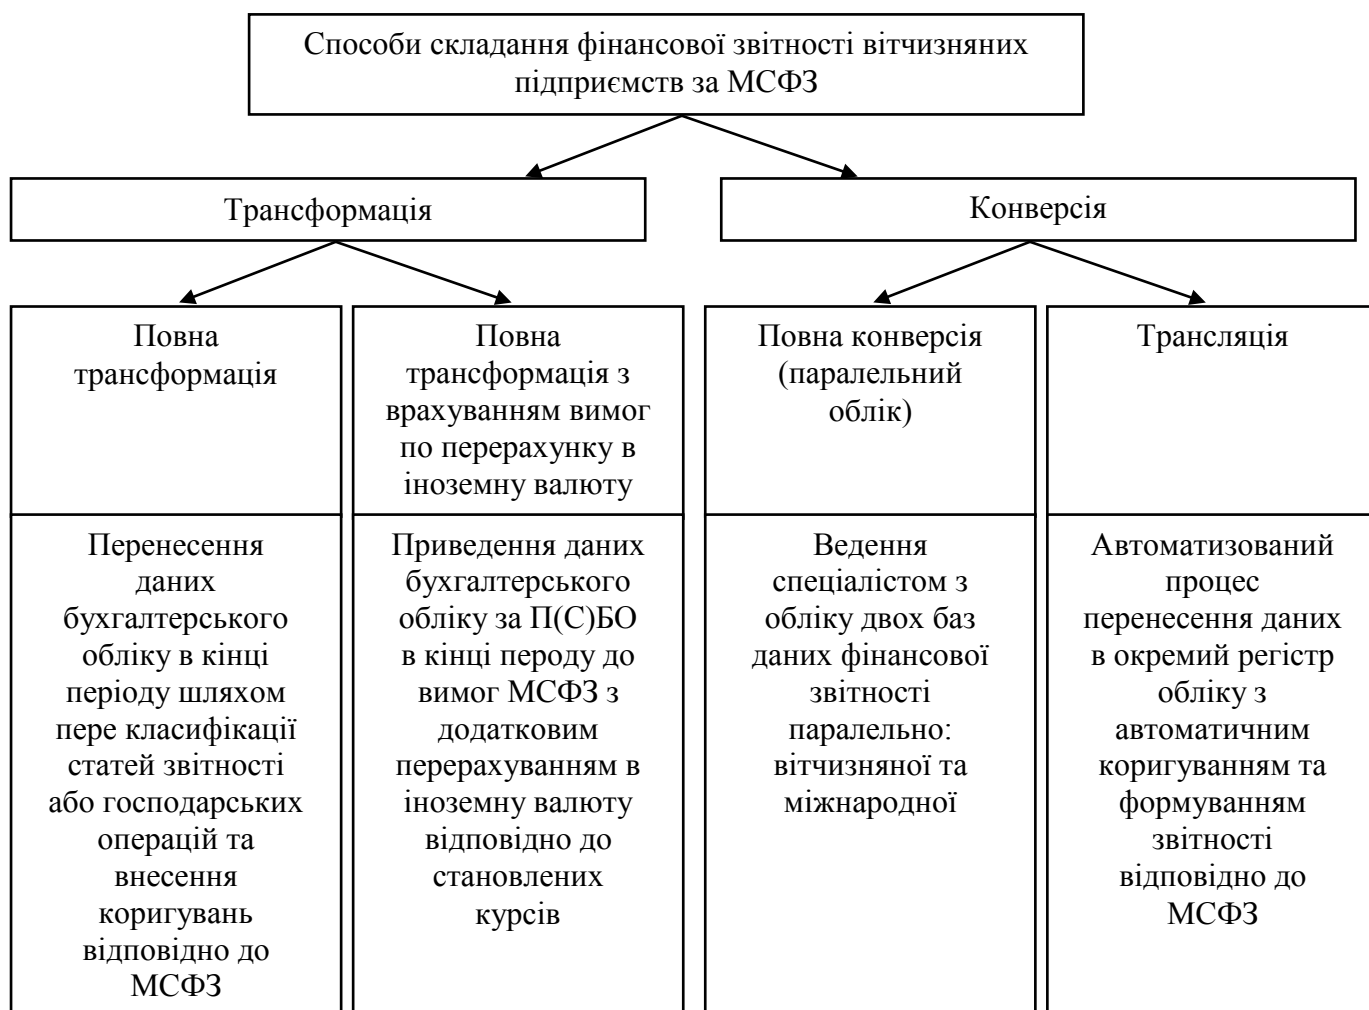 Способи складання фінансової звітності вітчизняних
підприємств за МСФЗ
Трансформація
Конверсія
Повна
трансформація
Повна
трансформація з
врахуванням вимог
по перерахунку в
іноземну валюту
Повна конверсія
(паралельний
облік)
Трансляція
Перенесення
даних
бухгалтерського
обліку в кінці
періоду шляхом
пере класифікації
статей звітності
або господарських
операцій та
внесення
коригувань
відповідно до
МСФЗ
Приведення даних
бухгалтерського
обліку за П(С)БО
в кінці пероду до
вимог МСФЗ з
додатковим
перерахуванням в
іноземну валюту
відповідно до
становлених
курсів
Ведення
спеціалістом з
обліку двох баз
даних фінансової
звітності
паралельно:
вітчизняної та
міжнародної
Автоматизований
процес
перенесення даних
в окремий регістр
обліку з
автоматичним
коригуванням та
формуванням
звітності
відповідно до
МСФЗ